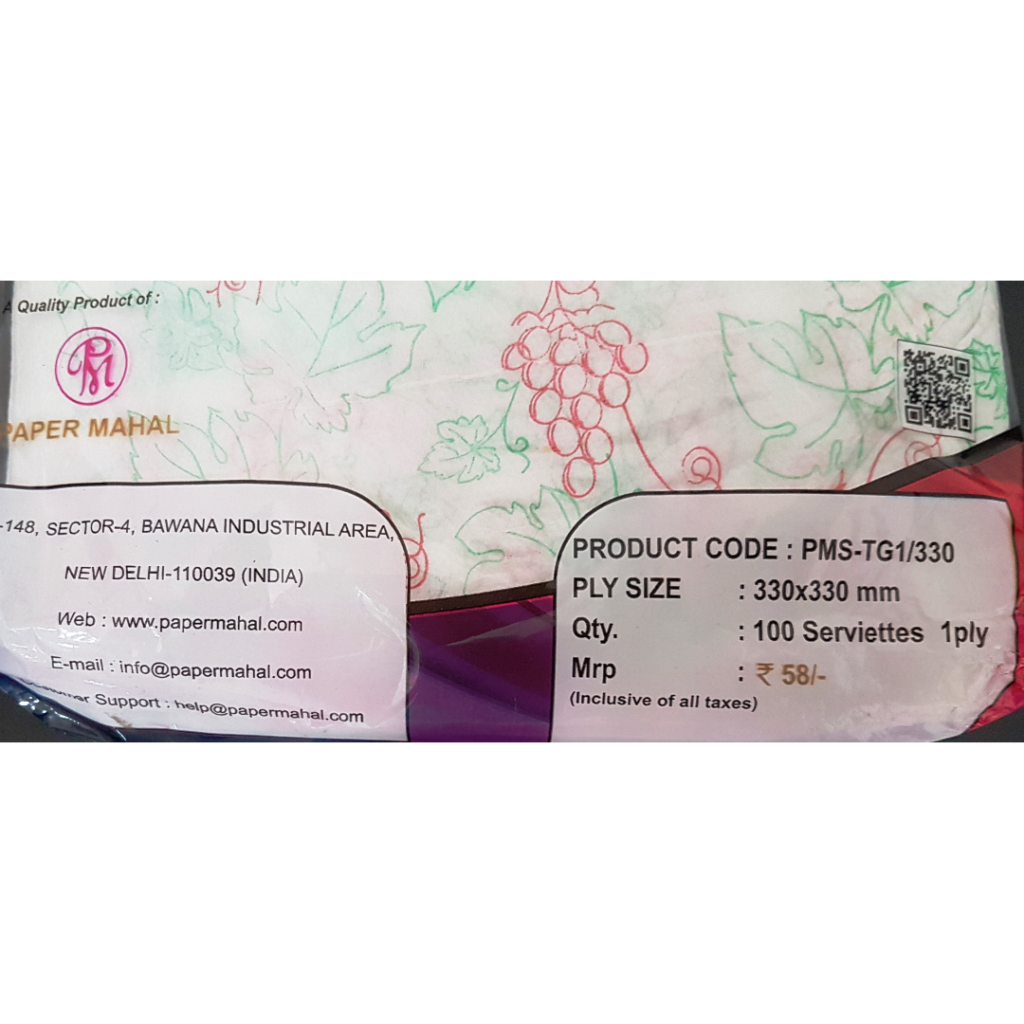 A Quality Product of :
PM
PAPER MAHAL
-148, SECTOR-4, BAWANA INDUSTRIAL AREA,
NEW DELHI-110039 (INDIA)
Web : www.papermahal.com
E-mail : info@papermahal.com
Support : help@papermahal.com
PRODUCT CODE : PMS-TG1/330
PLY SIZE : 330x330 mm
Qty. : 100 Serviettes 1ply
Mrp : ₹ 58/-
(Inclusive of all taxes)